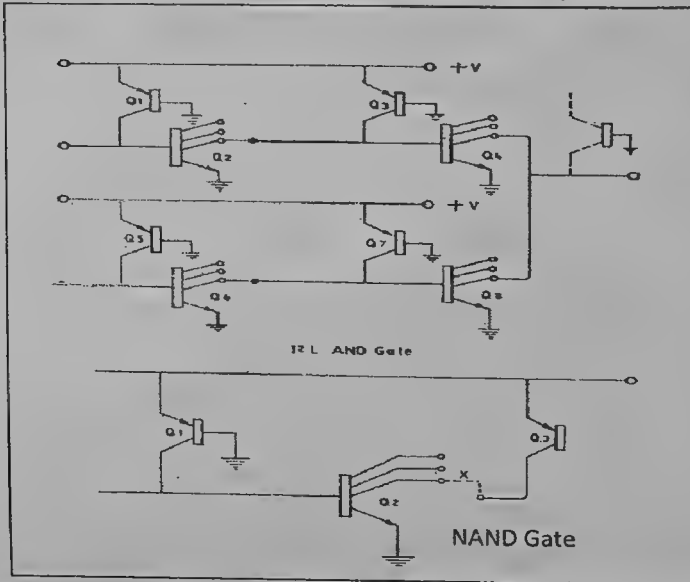 +V
Q1
Q3
Q2
Q4
+V
Q5
Q7
Q6
Q8
I2L AND Gate
Q1
Q3
Q2
X
NAND Gate